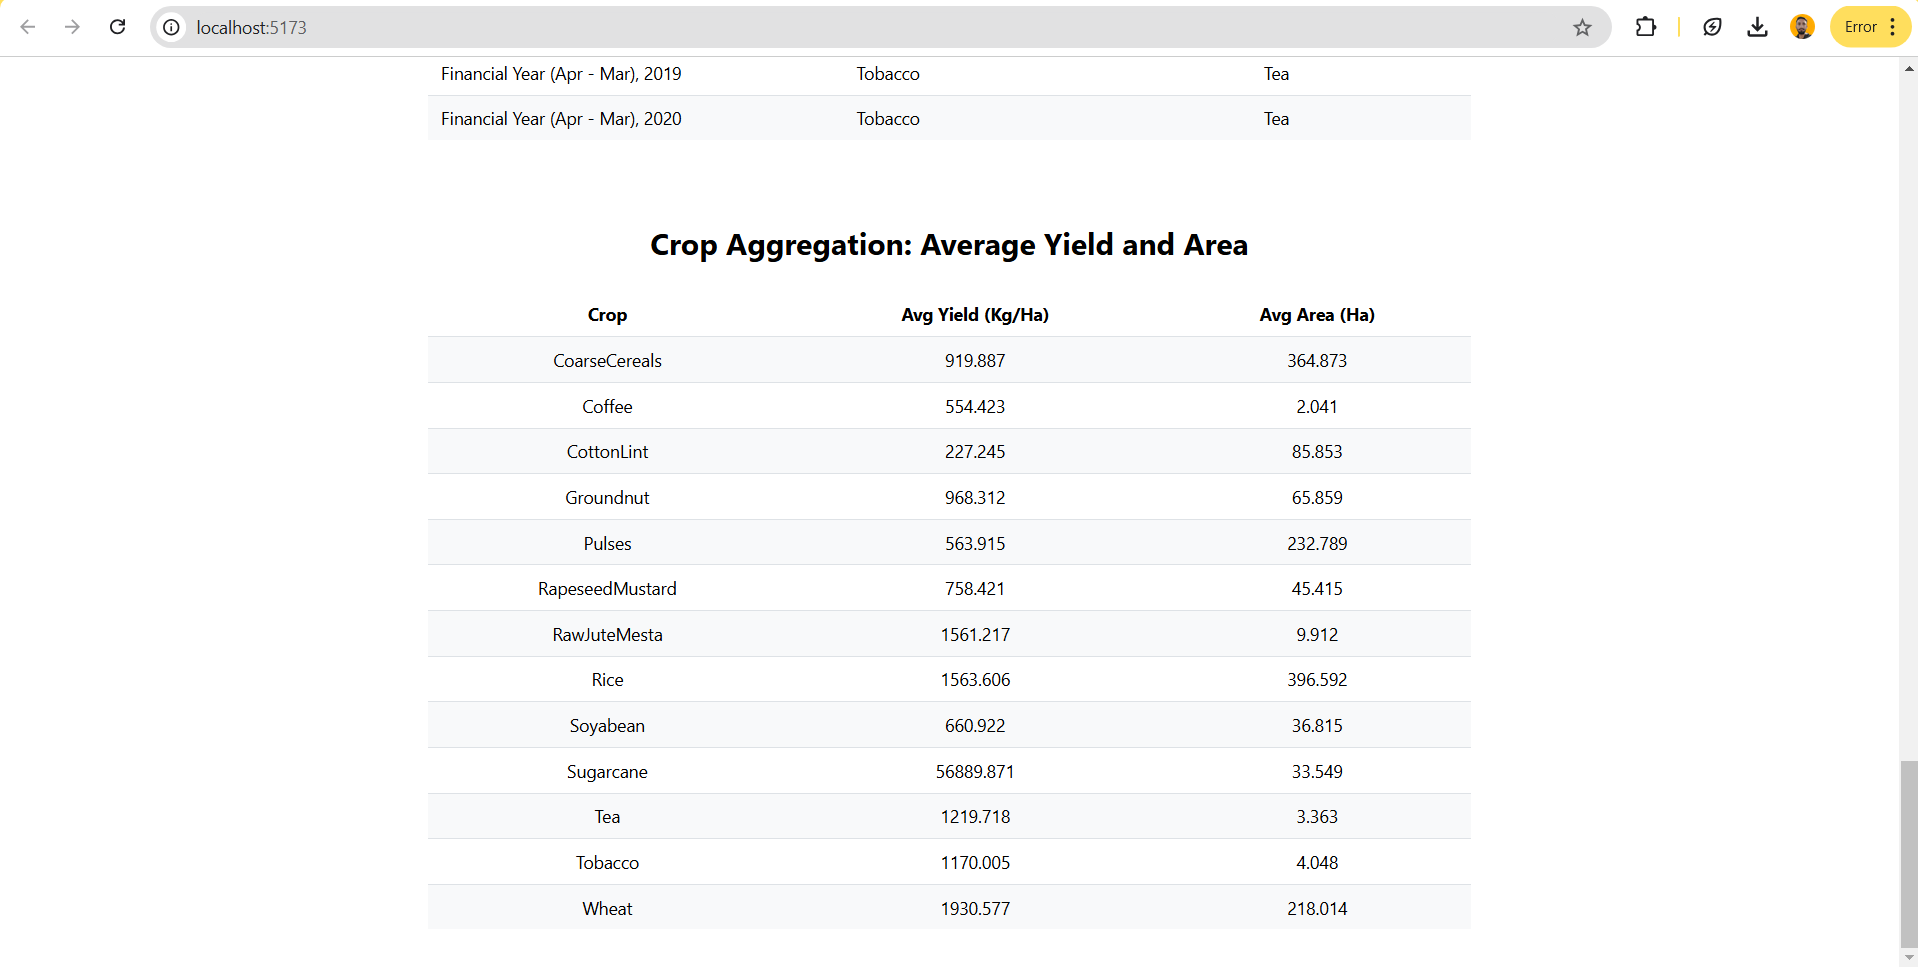 localhost:5173 Error
Financial Year (Apr - Mar), 2019 Tobacco Tea
Financial Year (Apr - Mar), 2020 Tobacco Tea
Crop Aggregation: Average Yield and Area
Crop Avg Yield (Kg/Ha) Avg Area (Ha)
CoarseCereals 919.887 364.873
Coffee 554.423 2.041
CottonLint 227.245 85.853
Groundnut 968.312 65.859
Pulses 563.915 232.789
RapeseedMustard 758.421 45.415
RawJuteMesta 1561.217 9.912
Rice 1563.606 396.592
Soyabean 660.922 36.815
Sugarcane 56889.871 33.549
Tea 1219.718 3.363
Tobacco 1170.005 4.048
Wheat 1930.577 218.014